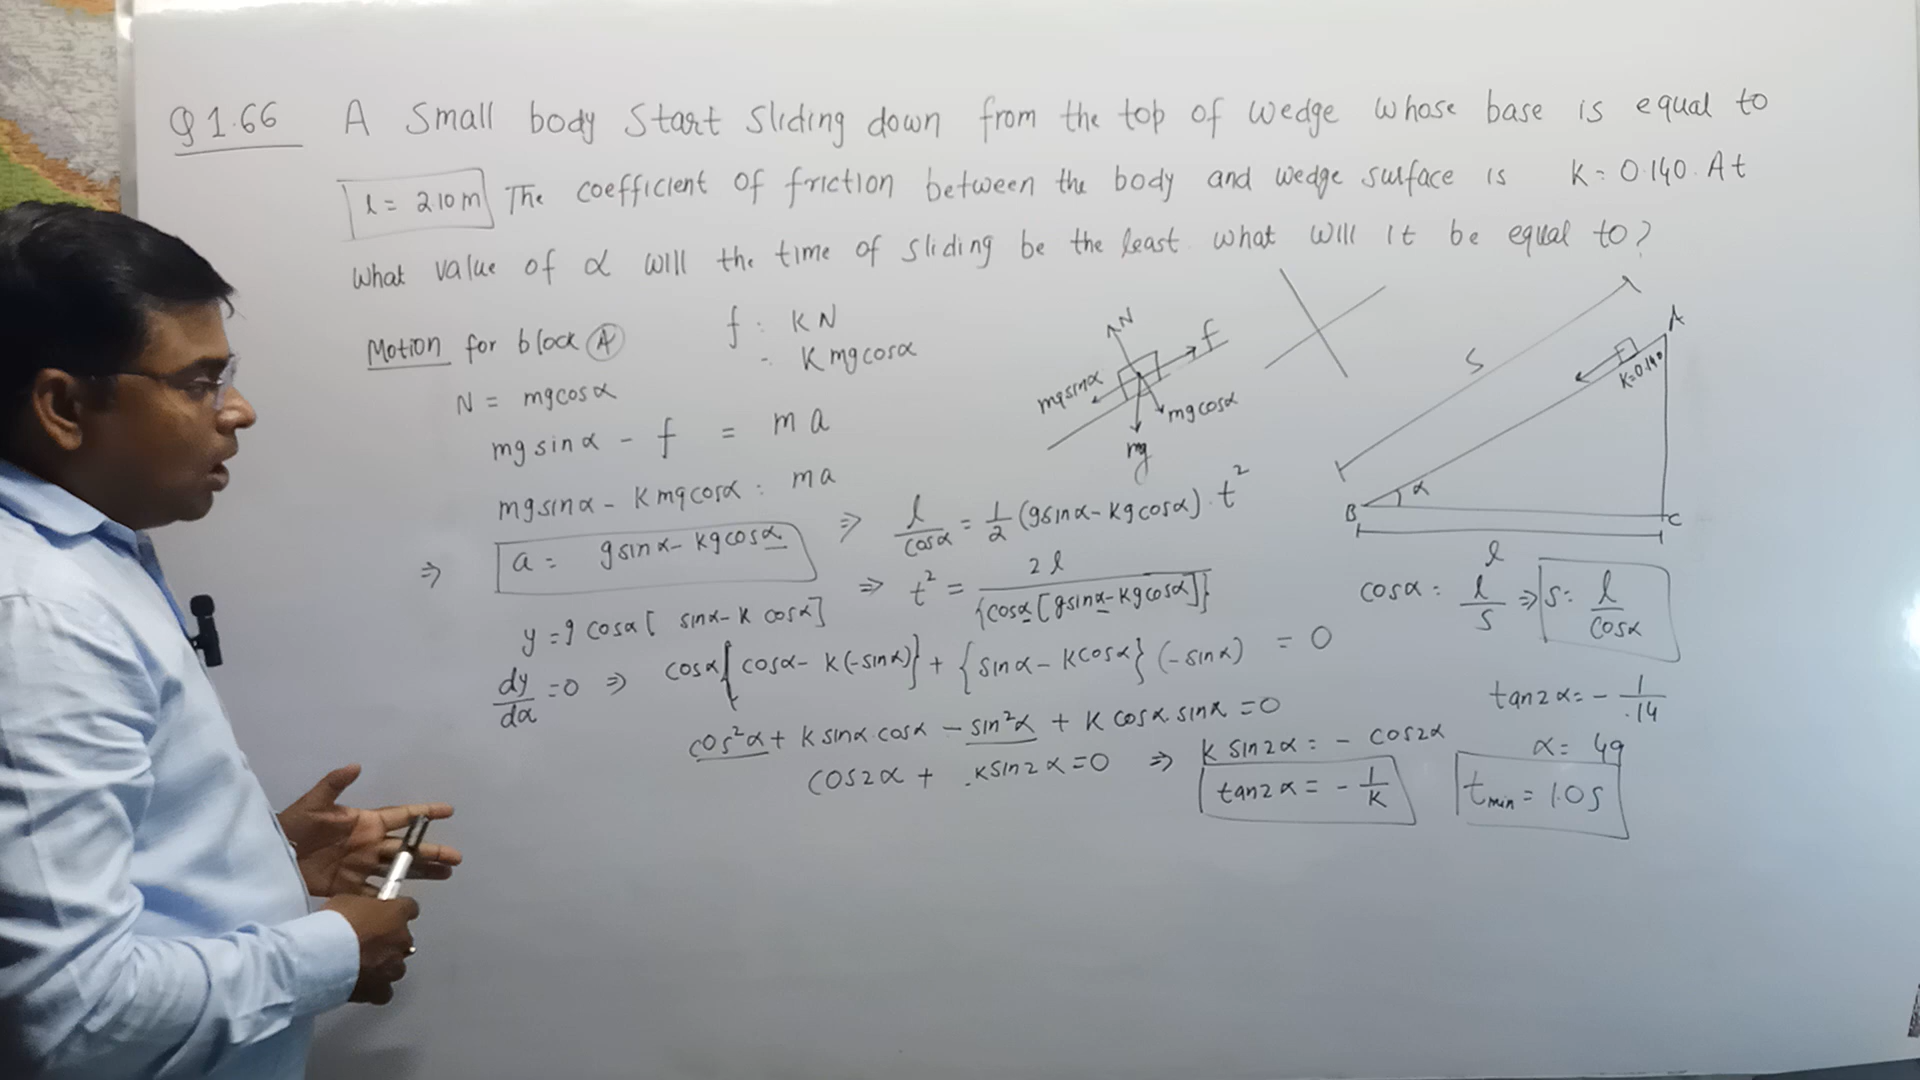 Q 1.66 A Small body Start Sliding down from the top of wedge whose base is equal to
l = 210m The coefficient of friction between the body and wedge surface is K = 0.140. At
what value of α will the time of sliding be the least. what will it be equal to?
Motion for block A
f = KN
= K mg cosα
N = mg cosα
mg sinα - f = m a
mg sinα - K mg cosα = m a
⇒ a = g sinα - kg cosα
y = g cosα [ sinα - k cosα ]
⇒ l/cosα = 1/2 (g sinα - kg cosα) . t²
⇒ t² = 2l / {cosα [g sinα - kg cosα]}
dy/dα = 0 ⇒ cosα { cosα - k(-sinα)} + {sinα - k cosα} (-sinα) = 0
cos²α + k sinα cosα - sin²α + k cosα. sinα = 0
cos2α + k sin2α = 0 ⇒ k sin2α = - cos2α
tan2α = - 1/k
N
f
mg sinα
mg cosα
mg
S
A
K=0.140
α
B
C
l
cosα = l/S ⇒ S = l/cosα
tan2α = - 1/.14
α = 49
t min = 1.0s